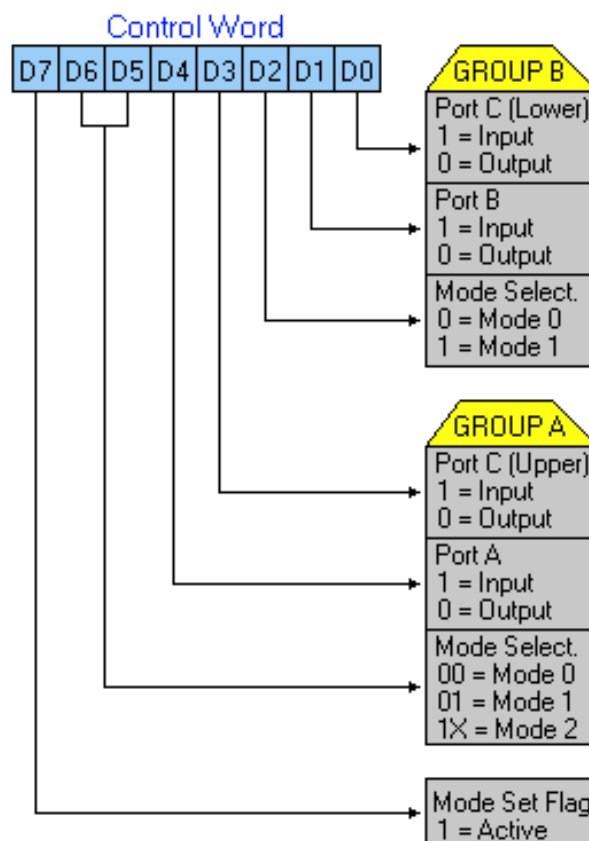 Control Word
D7 D6 D5 D4 D3 D2 D1 D0
GROUP B
Port C (Lower)
1 = Input
0 = Output
Port B
1 = Input
0 = Output
Mode Select.
0 = Mode 0
1 = Mode 1
GROUP A
Port C (Upper)
1 = Input
0 = Output
Port A
1 = Input
0 = Output
Mode Select.
00 = Mode 0
01 = Mode 1
1X = Mode 2
Mode Set Flag
1 = Active